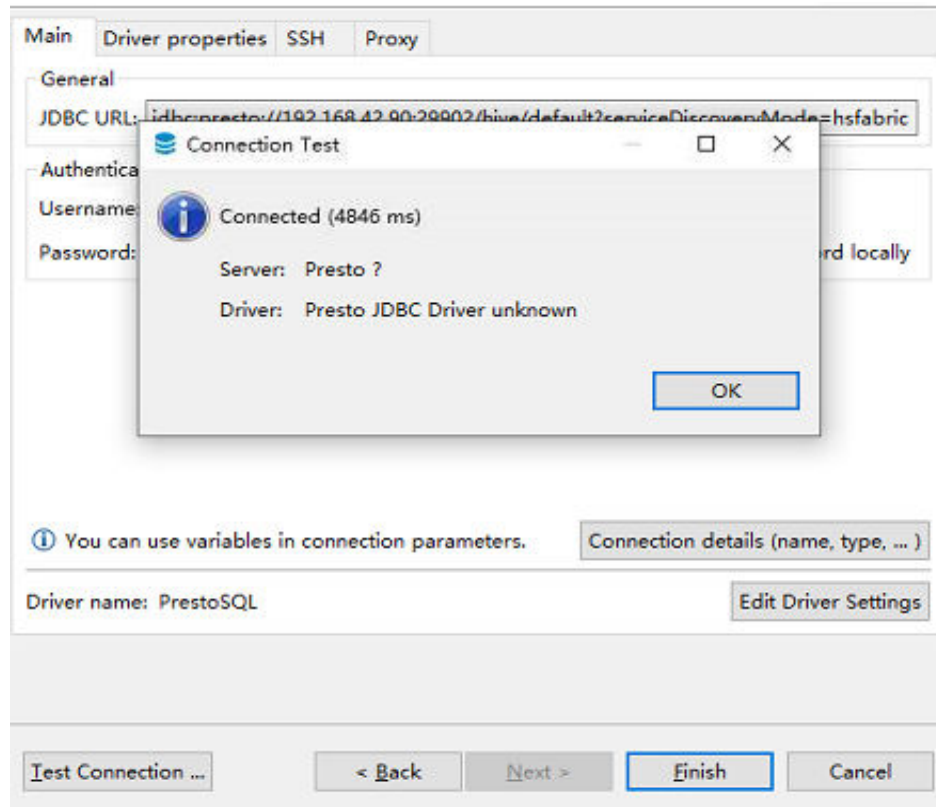 Main Driver properties SSH Proxy
General
JDBC URL: jdbc:presto://192.168.42.90:29902/hive/default?serviceDiscoveryMode=hsfabric
Connection Test
Authentica
Username
Connected (4846 ms)
Password:
rd locally
Server: Presto ?
Driver: Presto JDBC Driver unknown
OK
You can use variables in connection parameters.
Connection details (name, type, ... )
Driver name: PrestoSQL
Edit Driver Settings
Test Connection ...
< Back
Next >
Finish
Cancel